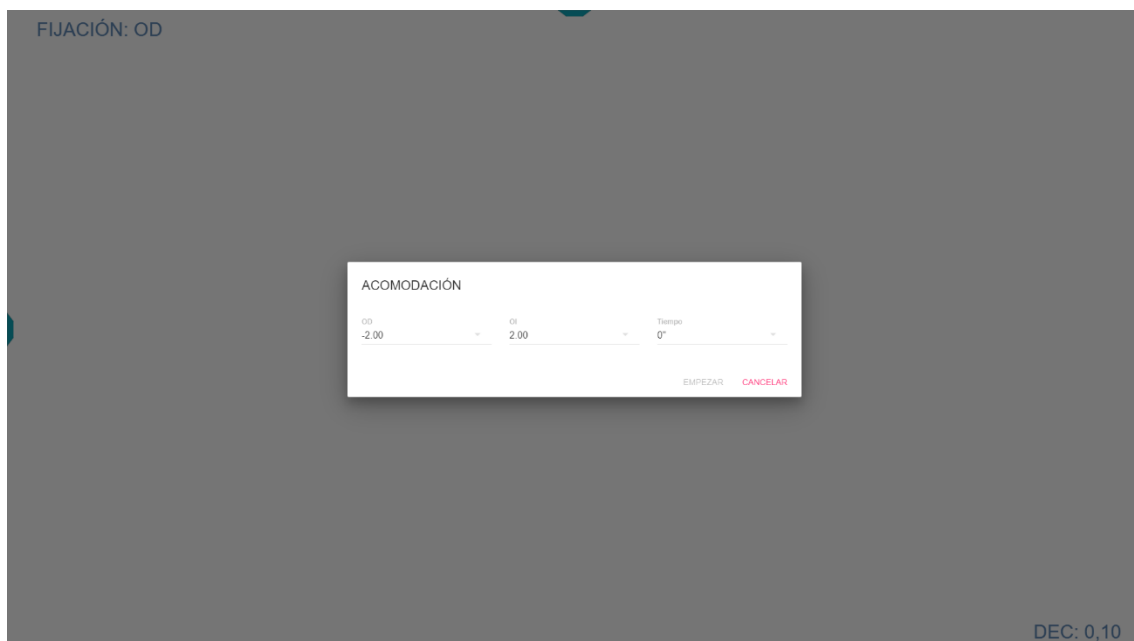 FIJACIÓN: OD
ACOMODACIÓN
OD OI Tiempo
-2.00 2.00 0"
EMPEZAR CANCELAR
DEC: 0,10